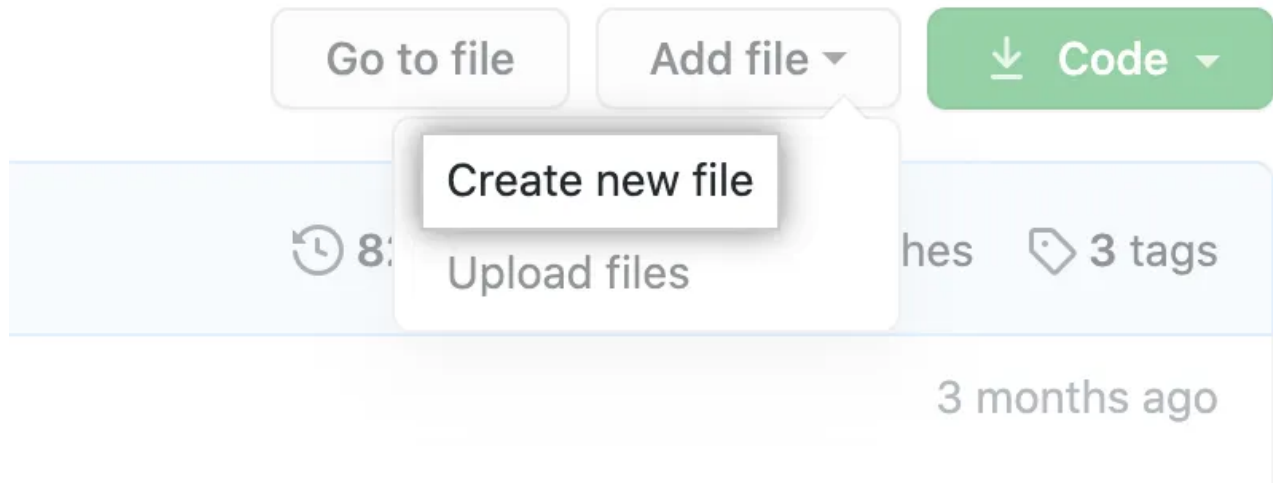 Go to file Add file Code
Create new file
Upload files
3 tags
3 months ago